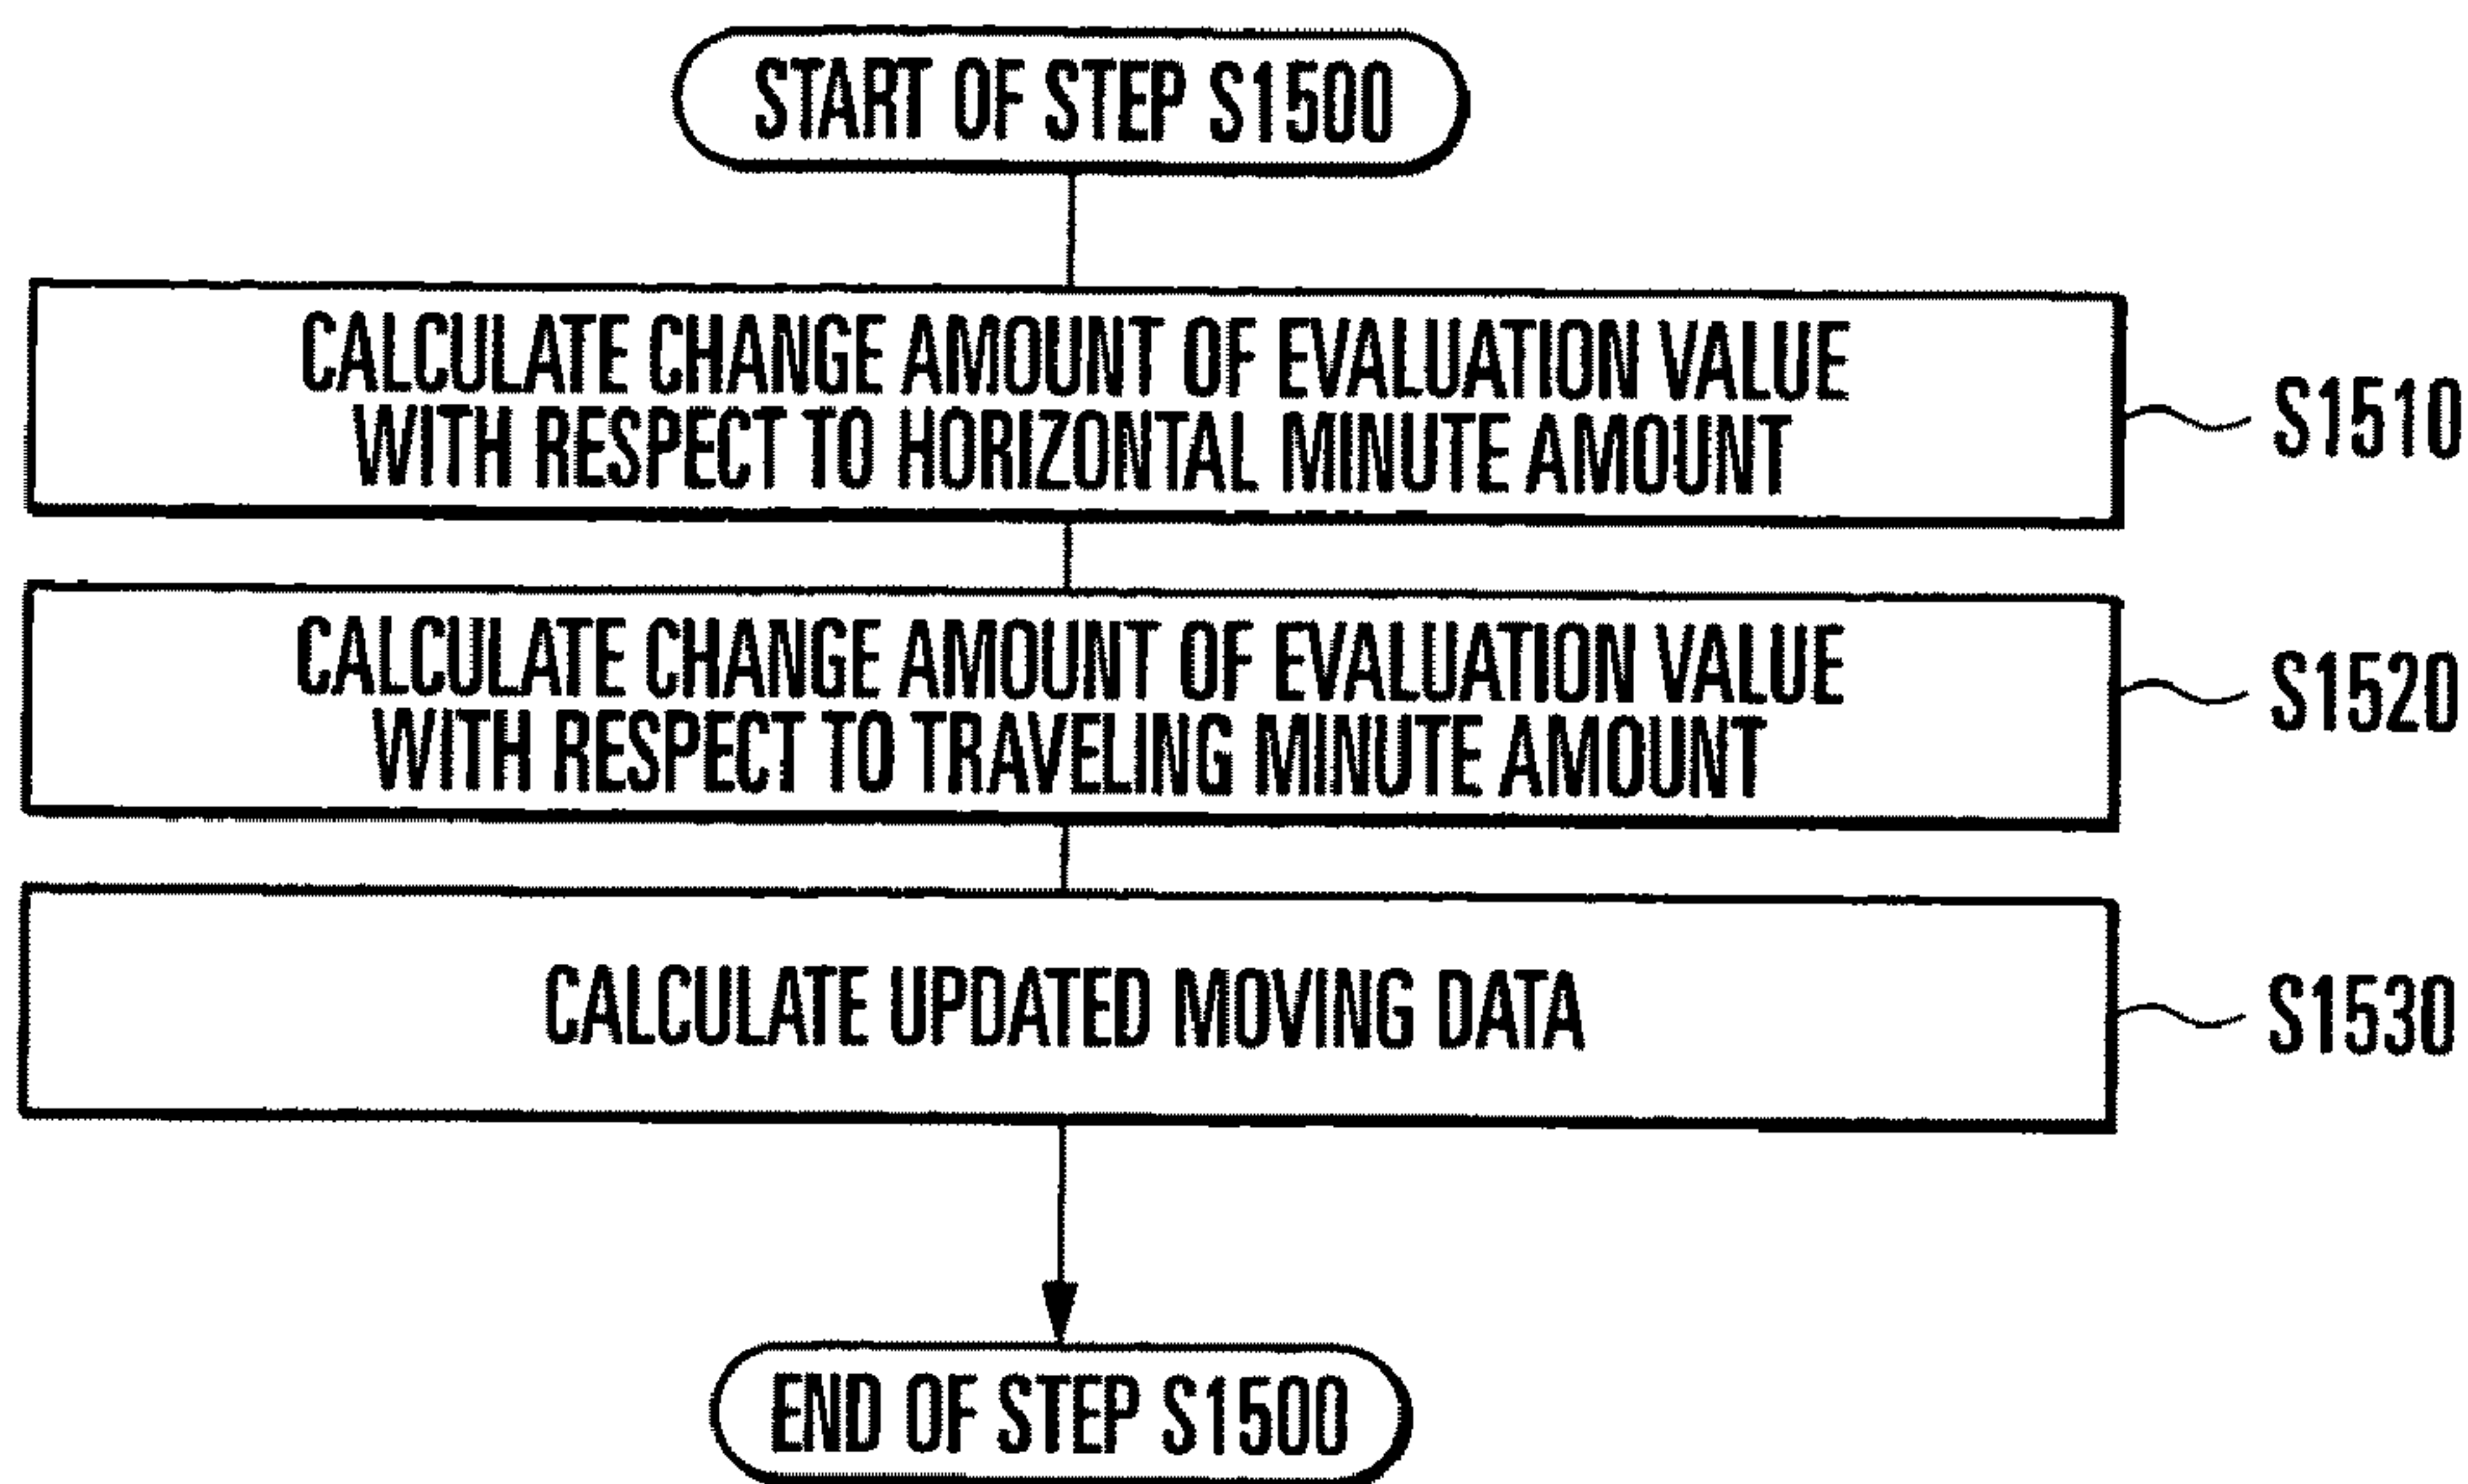 START OF STEP S1500
CALCULATE CHANGE AMOUNT OF EVALUATION VALUE
WITH RESPECT TO HORIZONTAL MINUTE AMOUNT
S1510
CALCULATE CHANGE AMOUNT OF EVALUATION VALUE
WITH RESPECT TO TRAVELING MINUTE AMOUNT
S1520
CALCULATE UPDATED MOVING DATA
S1530
END OF STEP S1500